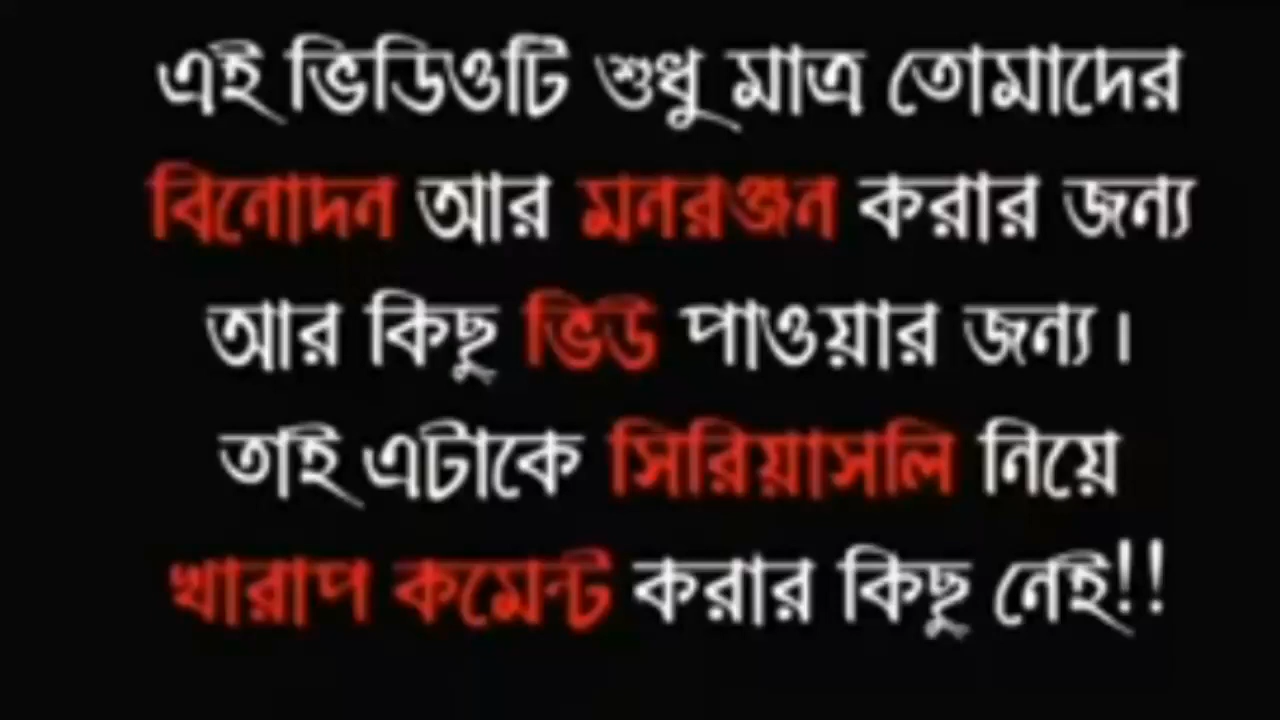 এই ভিডিওটি শুধু মাত্র তোমাদের
বিনোদন আর মনরঞ্জন করার জন্য
আর কিছু ভিউ পাওয়ার জন্য।
তাই এটাকে সিরিয়াসলি নিয়ে
খারাপ কমেন্ট করার কিছু নেই!!